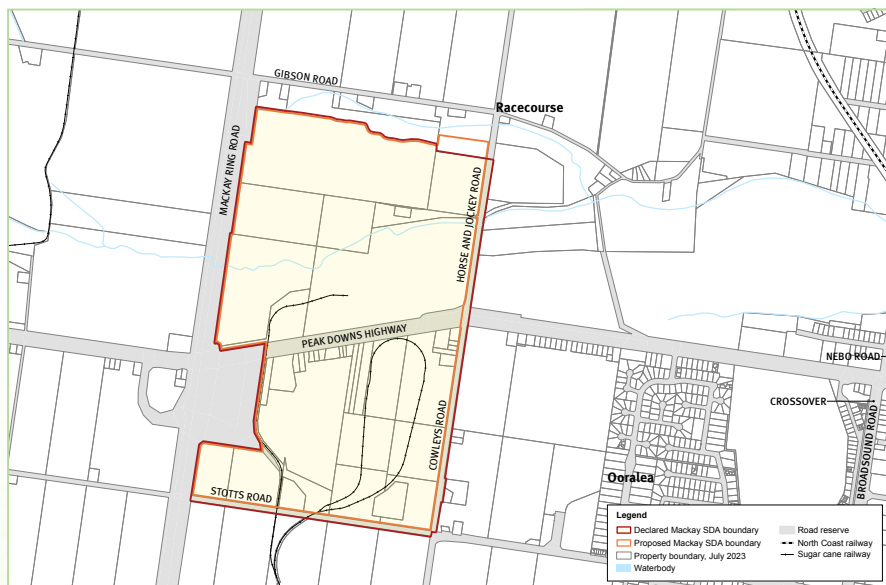 GIBSON ROAD
Racecourse
MACKAY RING ROAD
HORSE AND JOCKEY ROAD
PEAK DOWNS HIGHWAY
NEBO ROAD
CROSSOVER
BROADSOUND ROAD
COWLEYS ROAD
Ooralea
STOTTS ROAD
Legend
Declared Mackay SDA boundary
Proposed Mackay SDA boundary
Property boundary, July 2023
Waterbody
Road reserve
North Coast railway
Sugar cane railway